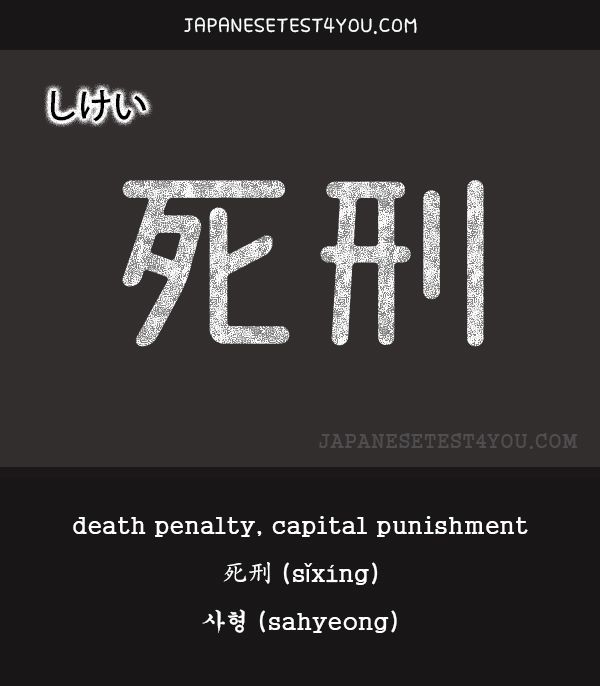 JAPANESETEST4YOU.COM
しけい
死刑
JAPANESETEST4YOU.COM
death penalty, capital punishment
死刑 (sǐxíng)
사형 (sahyeong)